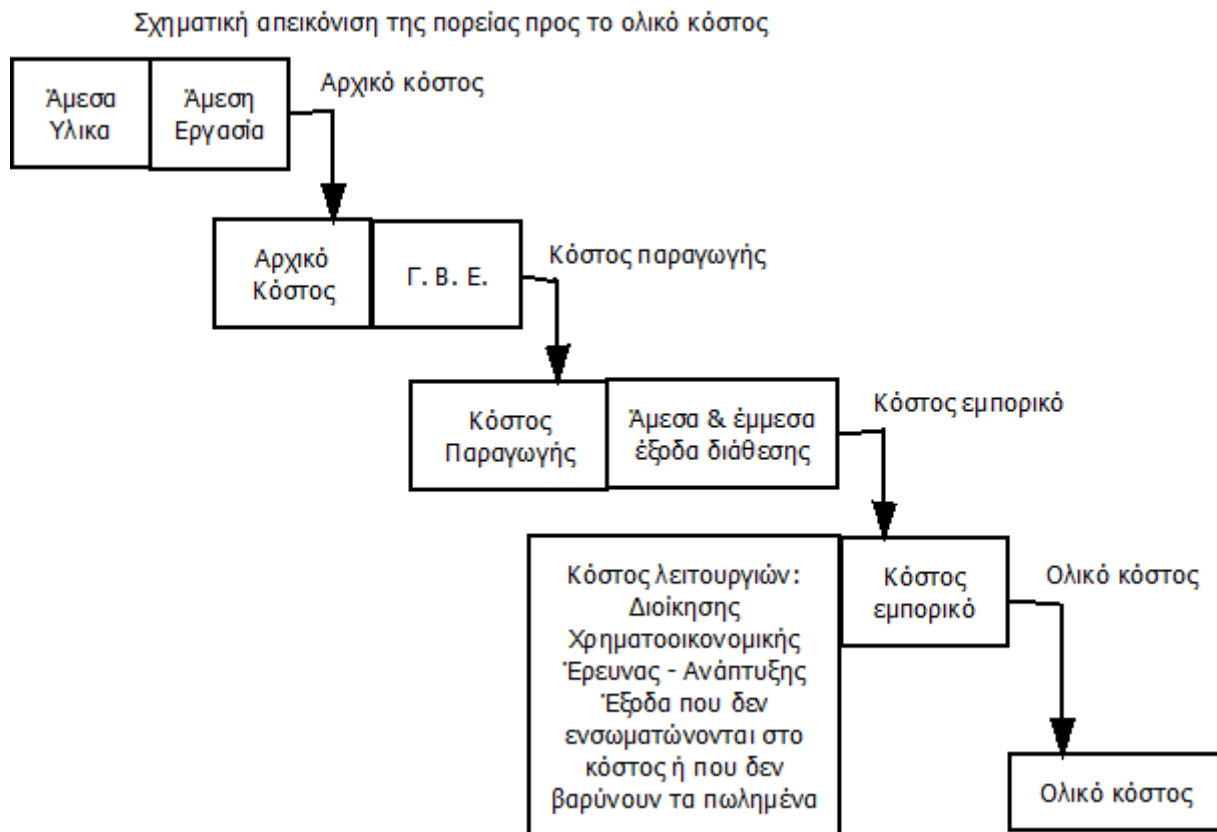 Σχηματική απεικόνιση της πορείας προς το ολικό κόστος
Άμεσα
Υλικα
Άμεση
Εργασία
Αρχικό κόστος
Αρχικό
Κόστος
Γ. Β. Ε.
Κόστος παραγωγής
Κόστος
Παραγωγής
Άμεσα & έμμεσα
έξοδα διάθεσης
Κόστος εμπορικό
Κόστος λειτουργιών:
Διοίκησης
Χρηματοοικονομικής
Έρευνας - Ανάπτυξης
Έξοδα που δεν
ενσωματώνονται στο
κόστος ή που δεν
βαρύνουν τα πωλημένα
Κόστος
εμπορικό
Ολικό κόστος
Ολικό κόστος